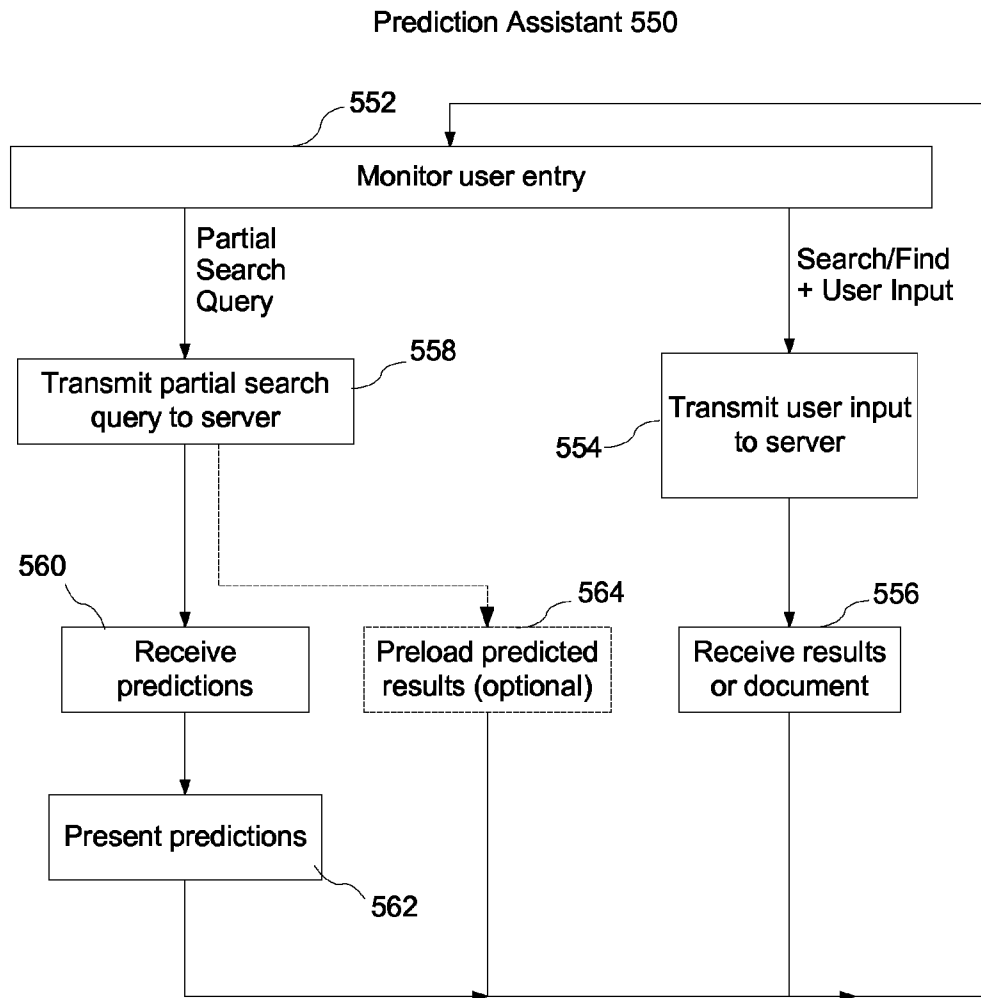 Prediction Assistant 550
552
Monitor user entry
Partial
Search
Query
Search/Find
+ User Input
558
Transmit partial search
query to server
554
Transmit user input
to server
560
Receive
predictions
564
Preload predicted
results (optional)
556
Receive results
or document
Present predictions
562